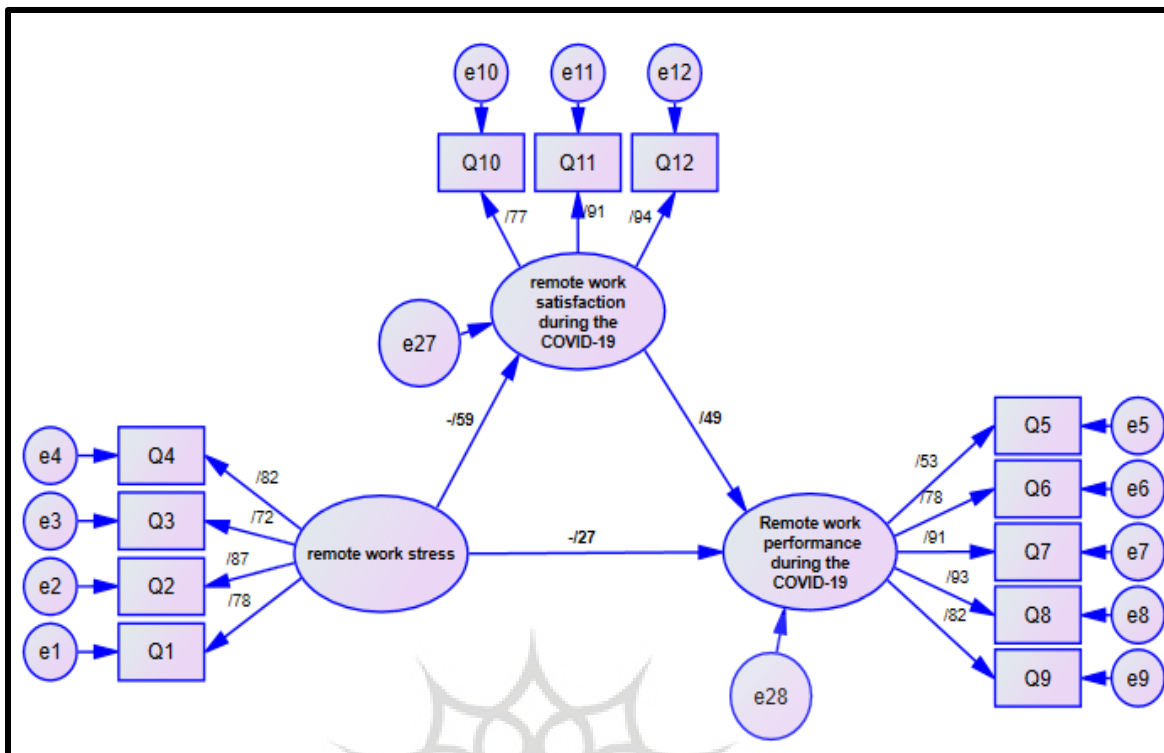 e10
e11
e12
Q10
Q11
Q12
/77
/91
/94
remote work
satisfaction
during the
COVID-19
e27
-/59
/49
e4
Q4
/82
e3
Q3
/72
e2
Q2
/87
e1
Q1
/78
remote work stress
-/27
Remote work
performance
during the
COVID-19
e28
/53
Q5
e5
/78
Q6
e6
/91
Q7
e7
/93
Q8
e8
/82
Q9
e9